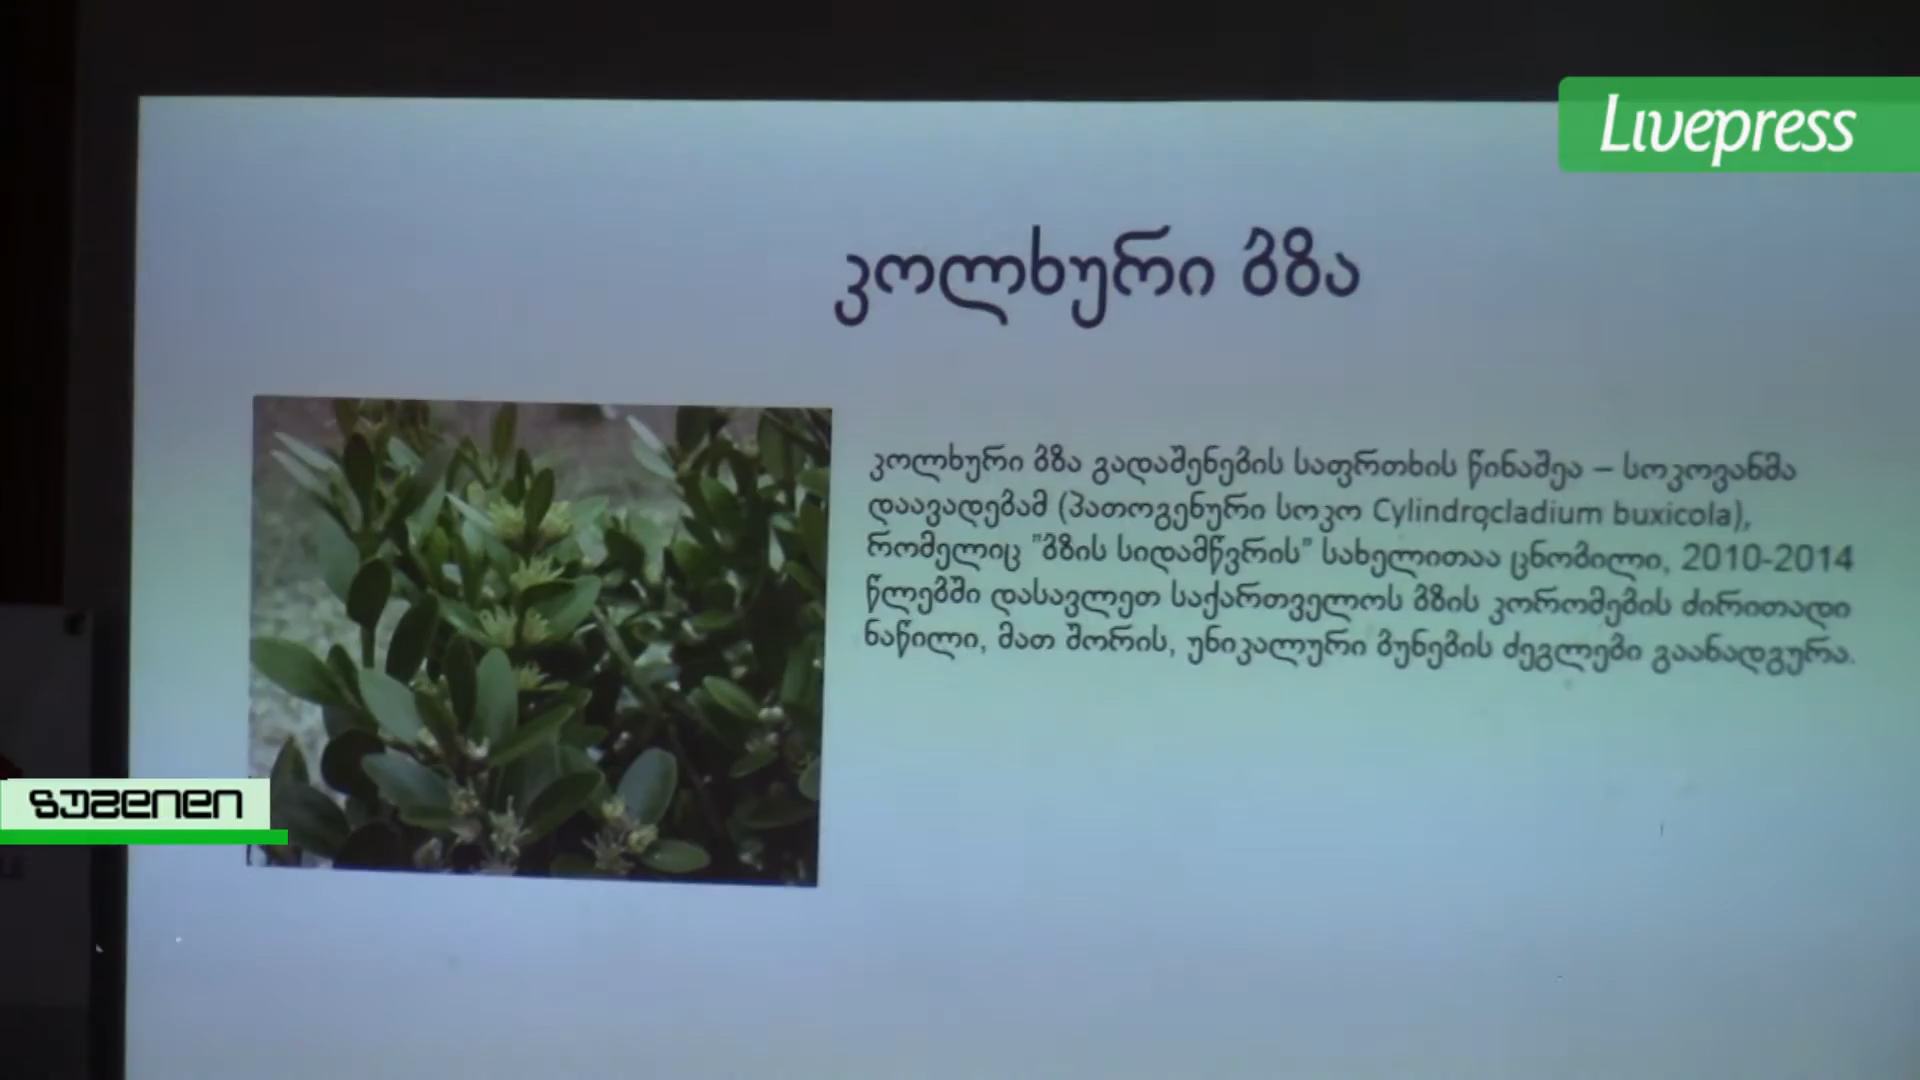 Livepress
კოლხური ბზა
კოლხური ბზა გადაშენების საფრთხის წინაშეა – სოკოვანმა
დაავადებამ (პათოგენური სოკო Cylindrocladium buxicola),
რომელიც "ბზის სიდამწვრის" სახელითაა ცნობილი, 2010-2014
წლებში დასავლეთ საქართველოს ბზის კორომების ძირითადი
ნაწილი, მათ შორის, უნიკალური ბუნების ძეგლები გაანადგურა.
ზუგენენ